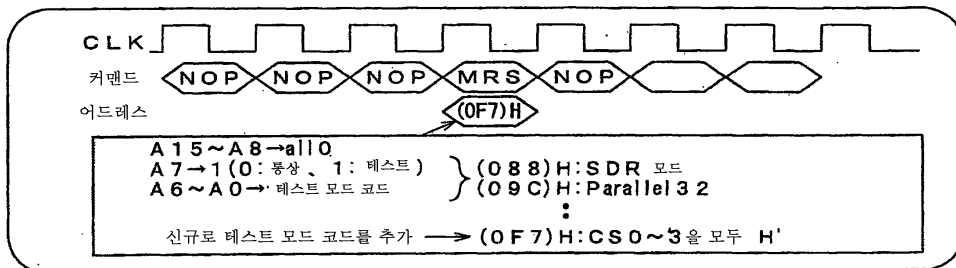 CLK
커맨드 NOP NOP NOP MRS NOP
어드레스 (0F7)H
A15~A8→all0
A7→1(0: 통상、1: 테스트) (088)H:SDR 모드
A6~A0→ 테스트 모드 코드 (09C)H:Parallel32
:
신규로 테스트 모드 코드를 추가 → (0F7)H:CS0~3을 모두 H'